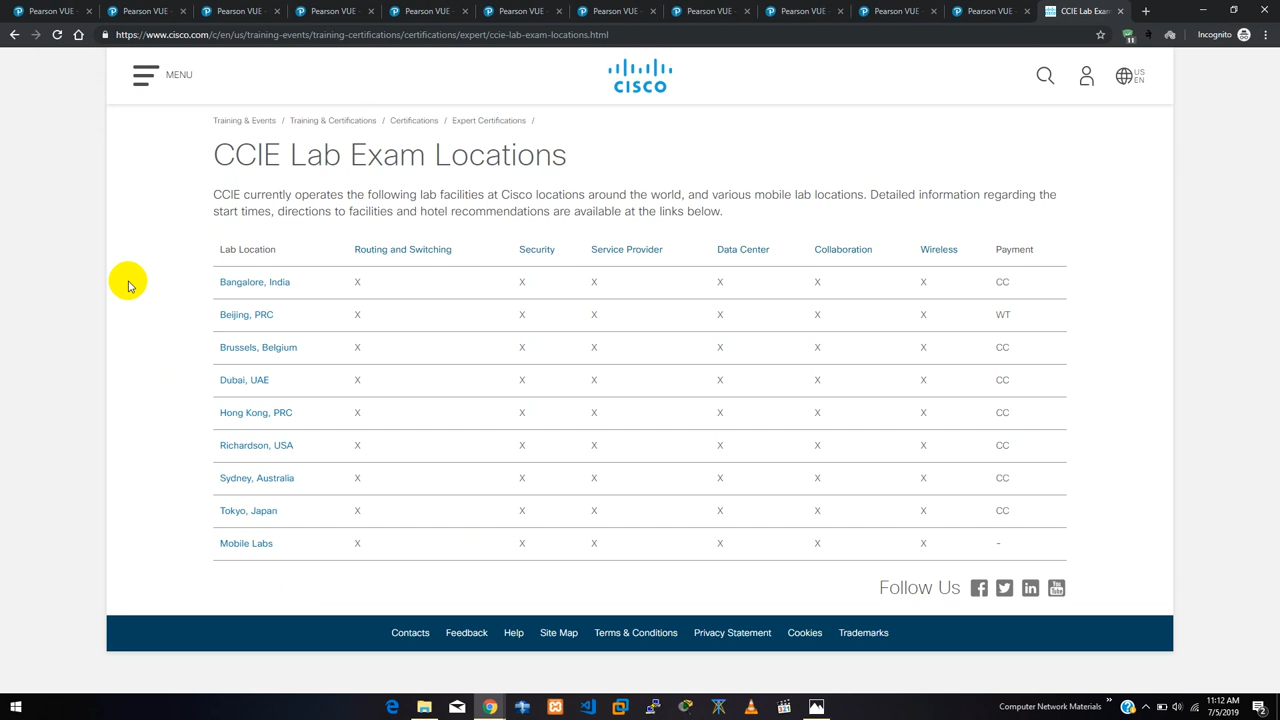 Pearson VUE
Pearson VUE
Pearson VUE
Pearson VUE
Pearson VUE
Pearson VUE
Pearson VUE
Pearson VUE
Pearson VUE
Pearson VUE
Pearson VUE
CCIE Lab Exam
https://www.cisco.com/c/en/us/training-events/training-certifications/certifications/expert/ccie-lab-exam-locations.html
Incognito
MENU
CISCO
US
EN
Training & Events / Training & Certifications / Certifications / Expert Certifications /
CCIE Lab Exam Locations
CCIE currently operates the following lab facilities at Cisco locations around the world, and various mobile lab locations. Detailed information regarding the
start times, directions to facilities and hotel recommendations are available at the links below.
Lab Location Routing and Switching Security Service Provider Data Center Collaboration Wireless Payment
Bangalore, India X X X X X X CC
Beijing, PRC X X X X X X WT
Brussels, Belgium X X X X X X CC
Dubai, UAE X X X X X X CC
Hong Kong, PRC X X X X X X CC
Richardson, USA X X X X X X CC
Sydney, Australia X X X X X X CC
Tokyo, Japan X X X X X X CC
Mobile Labs X X X X X X -
Follow Us
Contacts Feedback Help Site Map Terms & Conditions Privacy Statement Cookies Trademarks
Computer Network Materials
11:12 AM
7/5/2019